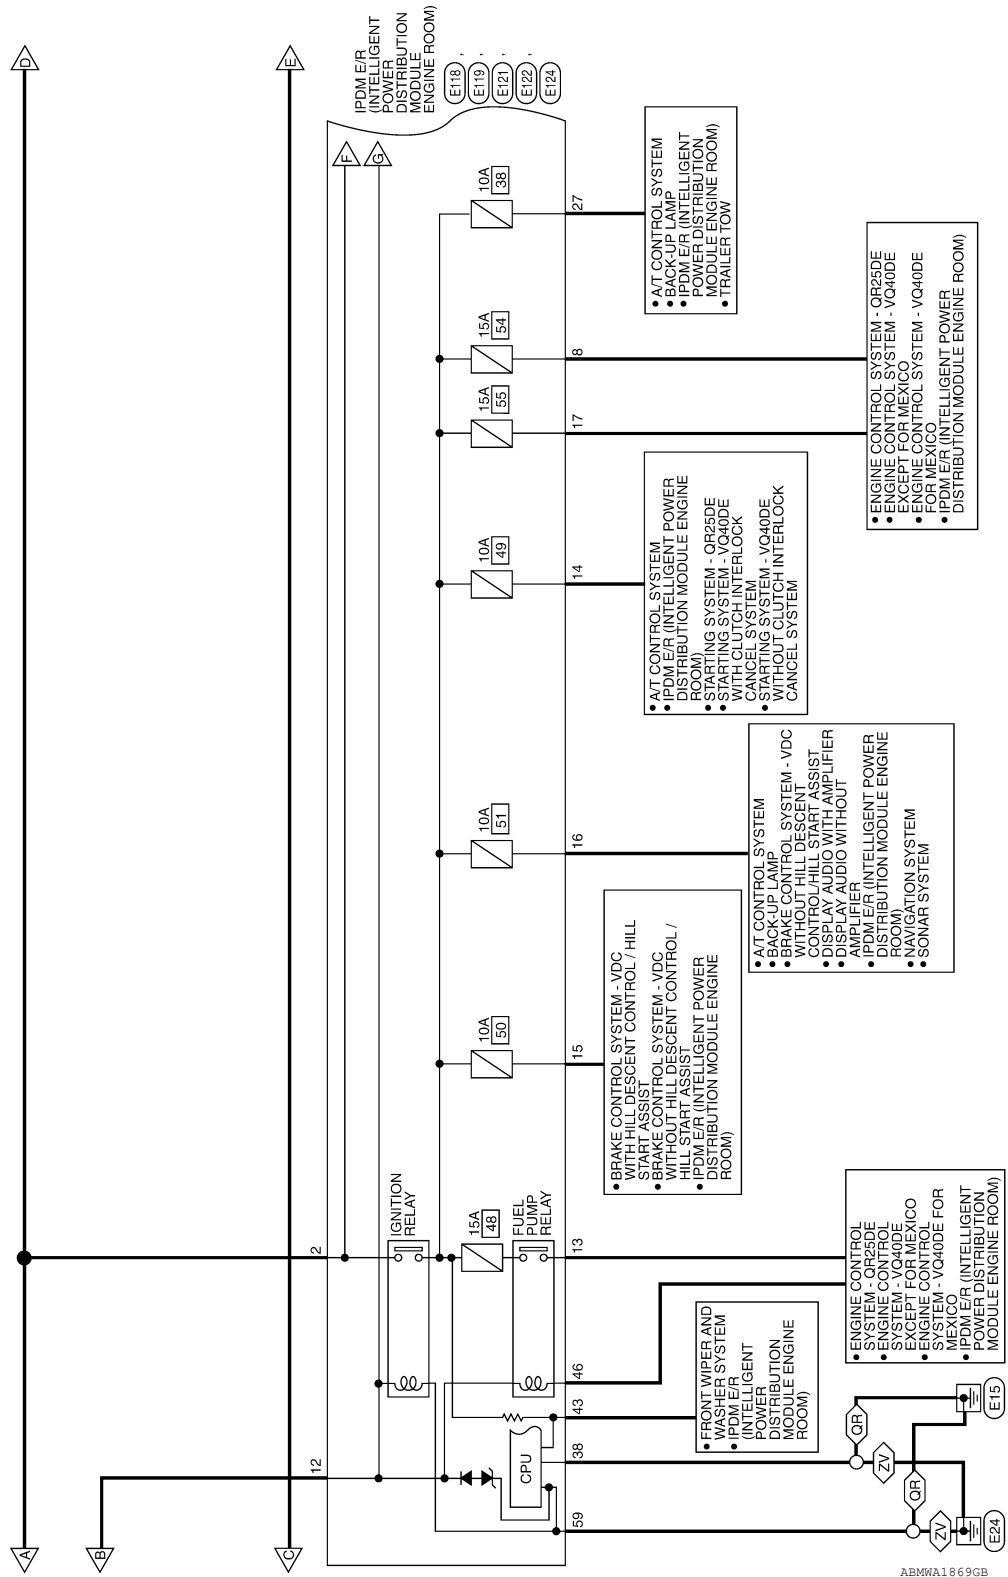 A
B
C
D
E
IPDM E/R
(INTELLIGENT
POWER
DISTRIBUTION
MODULE
ENGINE ROOM)
E118 ,
E119 ,
E121 ,
E122 ,
E124
F
G
2
12
IGNITION
RELAY
15A
48
FUEL
PUMP
RELAY
10A
50
10A
51
10A
49
15A
55
15A
54
10A
38
CPU
59
38
43
46
13
15
16
14
17
8
27
• FRONT WIPER AND
WASHER SYSTEM
• IPDM E/R
(INTELLIGENT
POWER
DISTRIBUTION
MODULE ENGINE
ROOM)
• ENGINE CONTROL
SYSTEM - QR25DE
• ENGINE CONTROL
SYSTEM - VQ40DE
EXCEPT FOR MEXICO
• ENGINE CONTROL
SYSTEM - VQ40DE FOR
MEXICO
• IPDM E/R (INTELLIGENT
POWER DISTRIBUTION
MODULE ENGINE ROOM)
• BRAKE CONTROL SYSTEM - VDC
WITH HILL DESCENT CONTROL / HILL
START ASSIST
• BRAKE CONTROL SYSTEM - VDC
WITHOUT HILL DESCENT CONTROL /
HILL START ASSIST
• IPDM E/R (INTELLIGENT POWER
DISTRIBUTION MODULE ENGINE
ROOM)
• A/T CONTROL SYSTEM
• BACK-UP LAMP
• BRAKE CONTROL SYSTEM - VDC
WITHOUT HILL DESCENT
CONTROL/HILL START ASSIST
• DISPLAY AUDIO WITH AMPLIFIER
• DISPLAY AUDIO WITHOUT
AMPLIFIER
• IPDM E/R (INTELLIGENT POWER
DISTRIBUTION MODULE ENGINE
ROOM)
• NAVIGATION SYSTEM
• SONAR SYSTEM
• A/T CONTROL SYSTEM
• IPDM E/R (INTELLIGENT POWER
DISTRIBUTION MODULE ENGINE
ROOM)
• STARTING SYSTEM - QR25DE
• STARTING SYSTEM - VQ40DE
WITH CLUTCH INTERLOCK
CANCEL SYSTEM
• STARTING SYSTEM - VQ40DE
WITHOUT CLUTCH INTERLOCK
CANCEL SYSTEM
• ENGINE CONTROL SYSTEM - QR25DE
• ENGINE CONTROL SYSTEM - VQ40DE
EXCEPT FOR MEXICO
• ENGINE CONTROL SYSTEM - VQ40DE
FOR MEXICO
• IPDM E/R (INTELLIGENT POWER
DISTRIBUTION MODULE ENGINE ROOM)
• A/T CONTROL SYSTEM
• BACK-UP LAMP
• IPDM E/R (INTELLIGENT
POWER DISTRIBUTION
MODULE ENGINE ROOM)
• TRAILER TOW
QR
ZV
QR
ZV
E15
E24
ABMWA1869GB